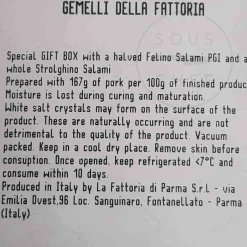 GEMELLI DELLA FATTORIA
Special GIFT BOX with a halved Felino Salami PGI and a
whole Strolghino Salami
Prepared with 167g of pork per 100g of finished produc
Moisture is lost during curing and maturation.
White salt crystals may form on the surface of the
product. These are naturally occurring and are not
detrimental to the quality of the product. Vacuum
packed. Keep in a cool dry place. Remove skin before
consuption. Once opened, keep refrigerated <7°C and
consume within 10 days.
Produced in Italy by La Fattoria di Parma S.r.L - via
Emilia Ovest,96 Loc. Sanguinaro, Fontanellato - Parma
(Italy)
SOUS